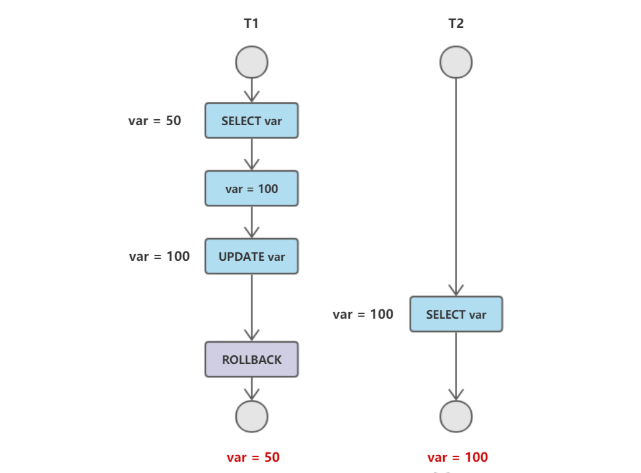 T1
T2
var = 50
SELECT var
var = 100
var = 100
UPDATE var
var = 100
SELECT var
ROLLBACK
var = 50
var = 100